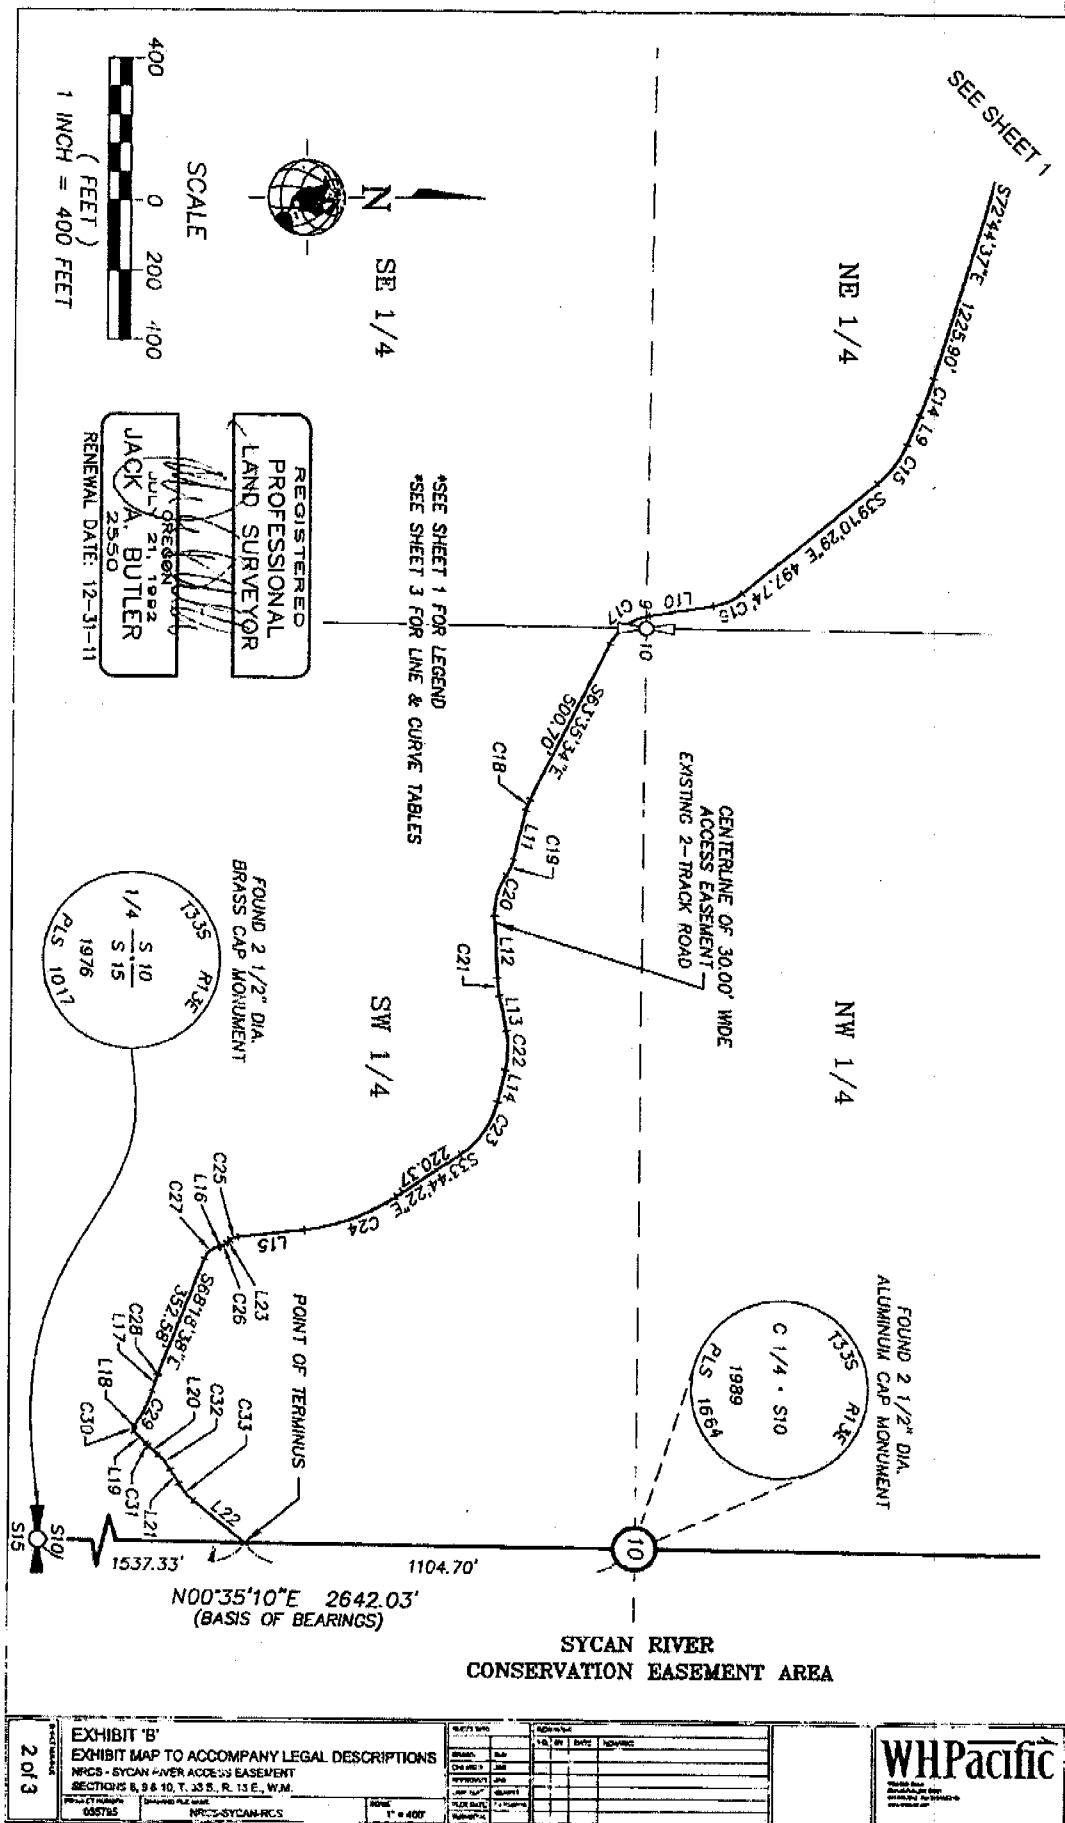 SEE SHEET 1
S72°44'37"E 1225.90'
C14
L9
C15
S39°10'29"E 497.74'
C16
L10
C17
9
10
NE 1/4
SE 1/4
N
SCALE
400 0 200 400
( FEET )
1 INCH = 400 FEET
REGISTERED
PROFESSIONAL
LAND SURVEYOR
OREGON
JULY 21, 1992
JACK A. BUTLER
2550
RENEWAL DATE: 12-31-11
*SEE SHEET 1 FOR LEGEND
*SEE SHEET 3 FOR LINE & CURVE TABLES
S63°35'34"E
500.70'
C18
L11
C19
C20
L12
C21
L13
C22
L14
C23
CENTERLINE OF 30.00' WIDE
ACCESS EASEMENT
EXISTING 2-TRACK ROAD
NW 1/4
SW 1/4
S33°44'22"E
220.37'
C24
L15
C25
L16
C27
L23
C26
S68°18'38"E
352.58'
C28
L17
L18
C29
C30
L19
C31
L20
C32
L21
C33
L22
POINT OF TERMINUS
FOUND 2 1/2" DIA.
BRASS CAP MONUMENT
T33S R13E
1/4 S 10
S 15
1976
PLS 1017
FOUND 2 1/2" DIA.
ALUMINUM CAP MONUMENT
T33S R13E
C 1/4 · S10
1989
PLS 1664
10
S10/
S15
1537.33'
1104.70'
N00°35'10"E 2642.03'
(BASIS OF BEARINGS)
SYCAN RIVER
CONSERVATION EASEMENT AREA
2 of 3
EXHIBIT 'B'
EXHIBIT MAP TO ACCOMPANY LEGAL DESCRIPTIONS
NRCS - SYCAN RIVER ACCESS EASEMENT
SECTIONS 8, 9 & 10, T. 33 S., R. 13 E., W.M.
PROJECT NUMBER
035795
NRCS-SYCAN-RCS
1" = 400'
WHPacific